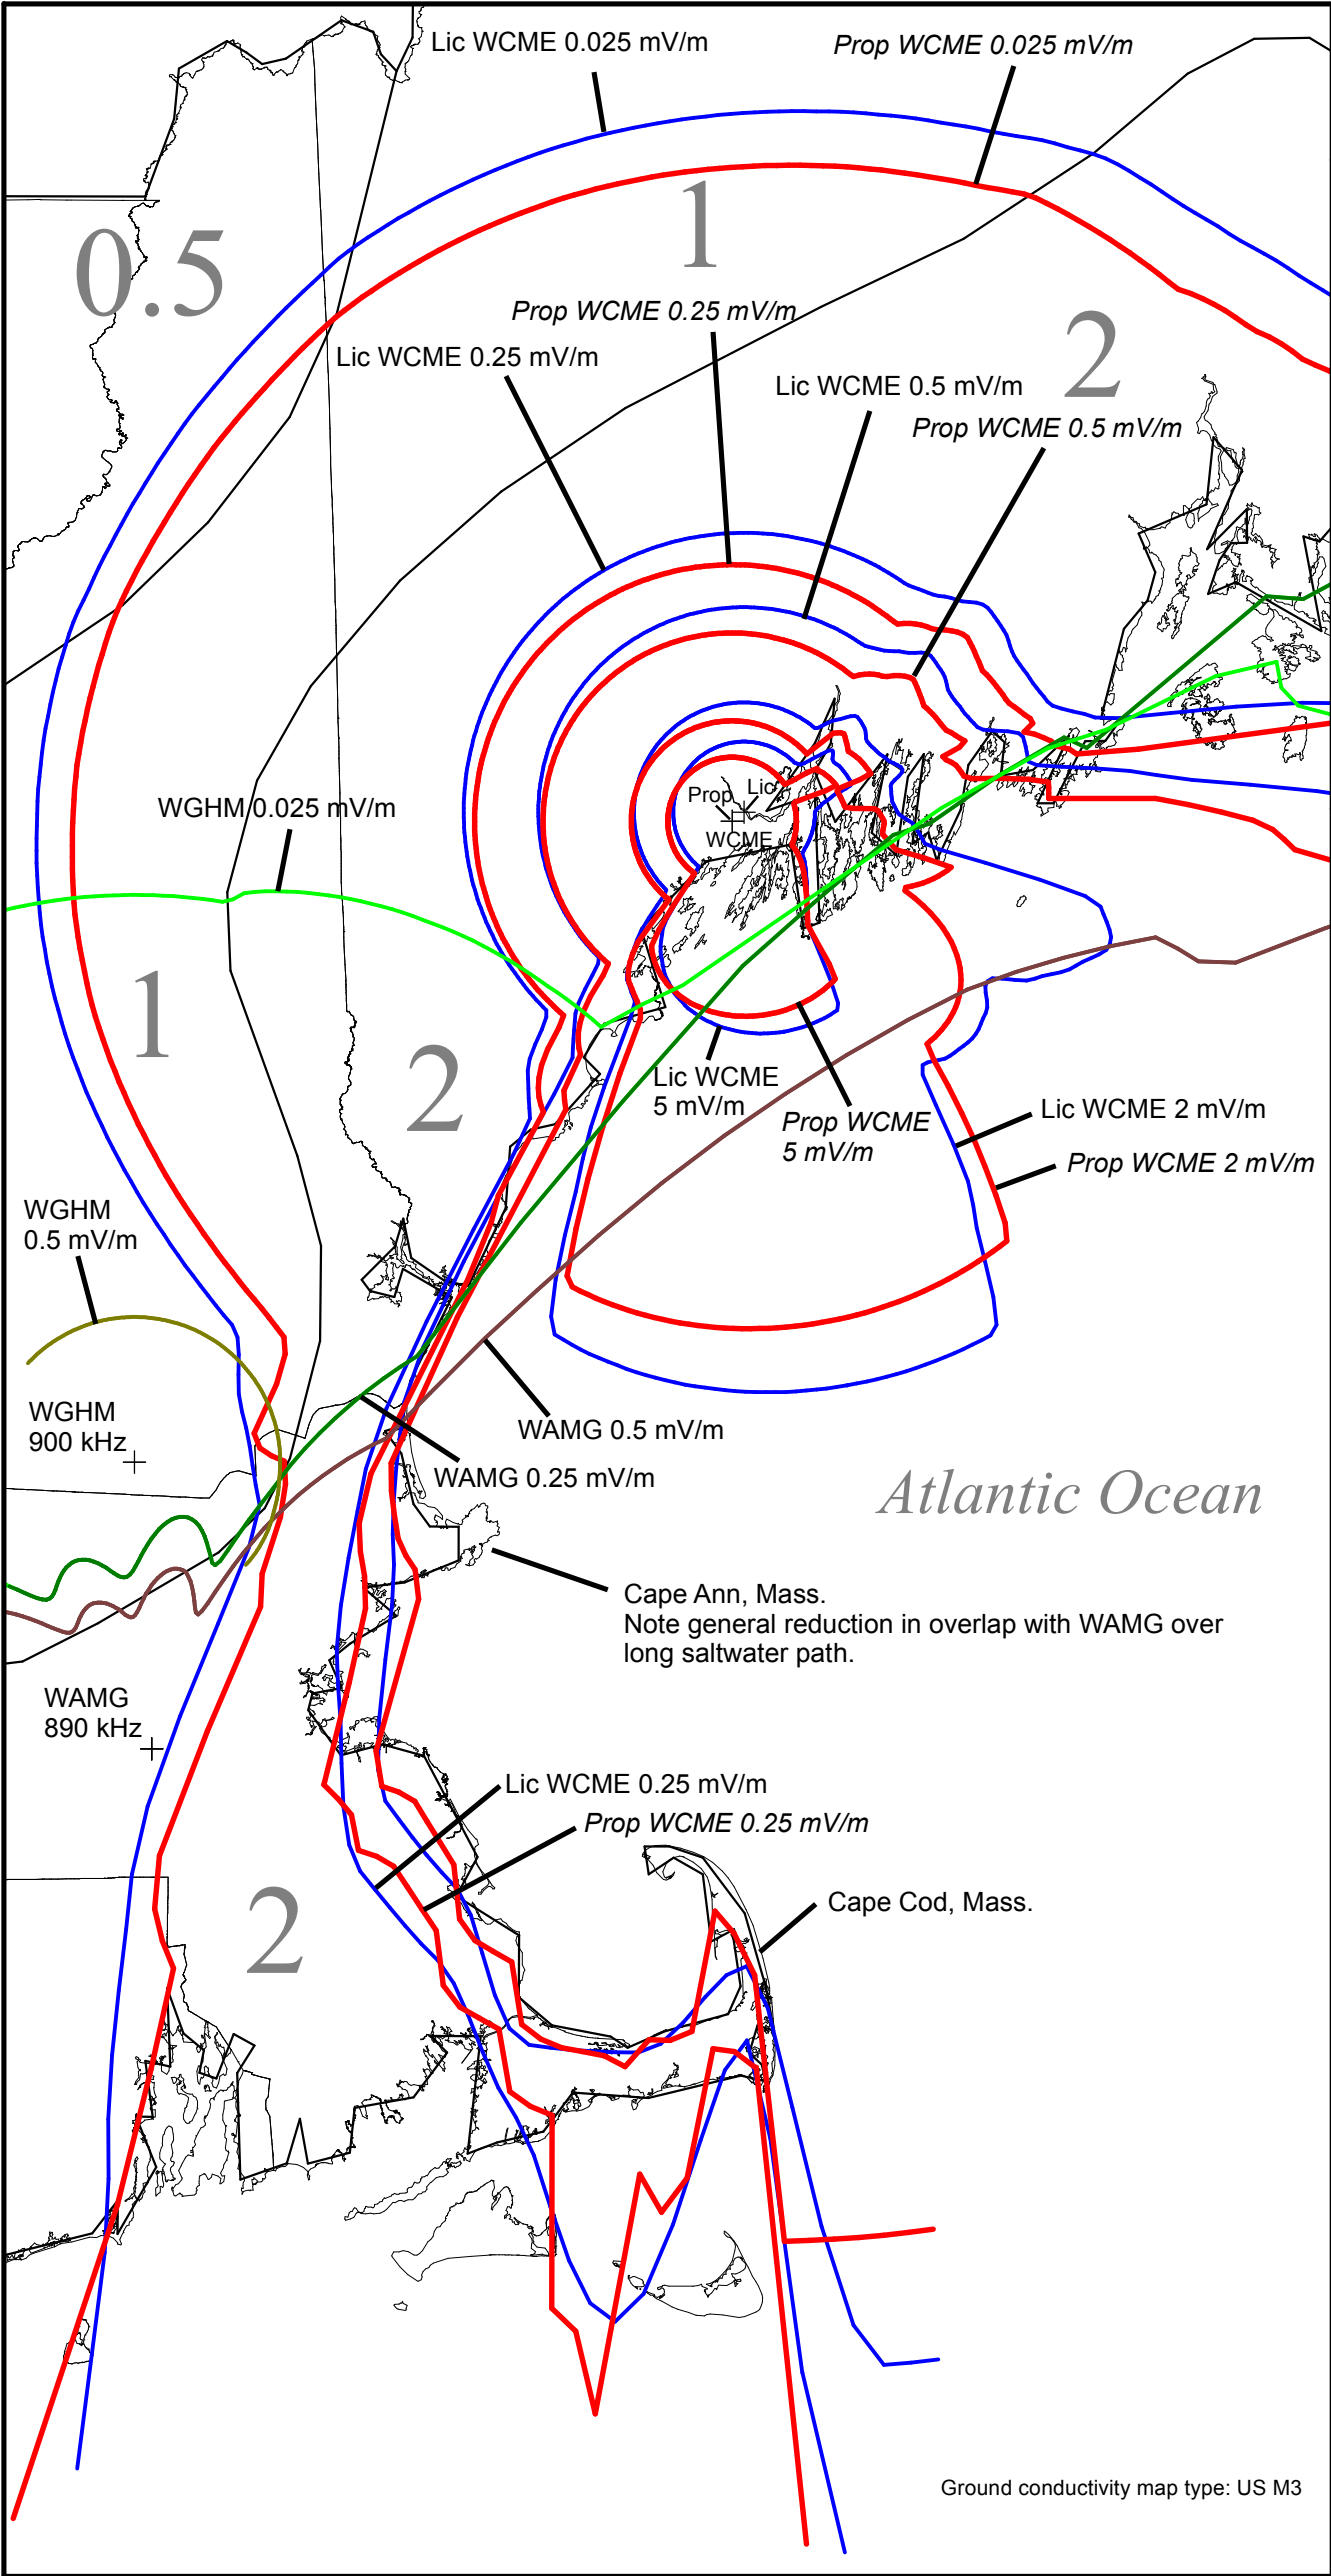 Lic WCME 0.025 mV/m
Prop WCME 0.025 mV/m
1
0.5
Prop WCME 0.25 mV/m
2
Lic WCME 0.25 mV/m
Lic WCME 0.5 mV/m
Prop WCME 0.5 mV/m
Prop
Lic
WCME
WGHM 0.025 mV/m
1
2
Lic WCME
5 mV/m
Prop WCME
5 mV/m
Lic WCME 2 mV/m
Prop WCME 2 mV/m
WGHM
0.5 mV/m
WGHM
900 kHz
WAMG 0.5 mV/m
WAMG 0.25 mV/m
Atlantic Ocean
Cape Ann, Mass.
Note general reduction in overlap with WAMG over
long saltwater path.
WAMG
890 kHz
Lic WCME 0.25 mV/m
Prop WCME 0.25 mV/m
2
Cape Cod, Mass.
Ground conductivity map type: US M3